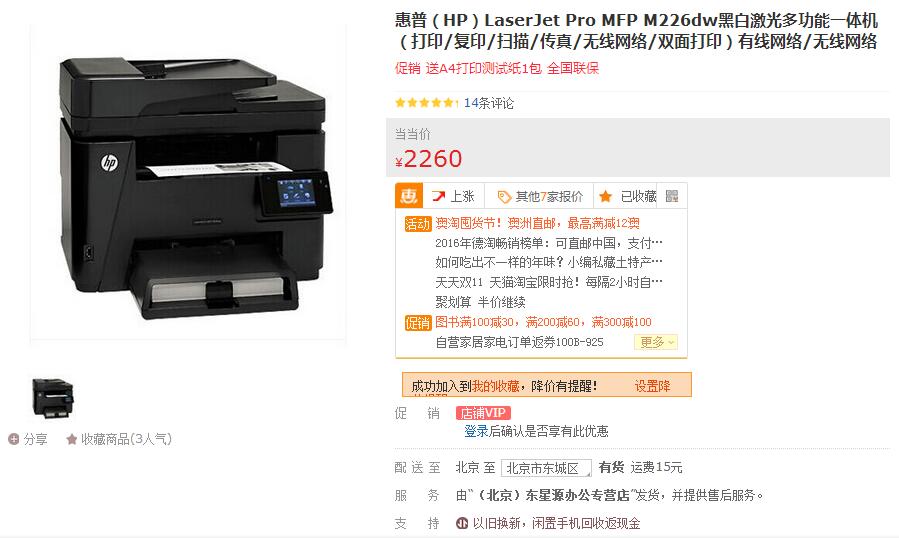 惠普（HP）LaserJet Pro MFP M226dw黑白激光多功能一体机
（打印/复印/扫描/传真/无线网络/双面打印）有线网络/无线网络
促销 送A4打印测试纸1包 全国联保
14条评论
当当价
¥2260
惠 上涨 其他7家报价 已收藏
活动 澳淘囤货节！澳洲直邮，最高满减12澳
2016年德淘畅销榜单：可直邮中国，支付…
如何吃出不一样的年味？小编私藏土特产…
天天双11 天猫淘宝限时抢！每隔2小时自…
聚划算 半价继续
促销 图书满100减30，满200减60，满300减100
自营家居家电订单返券100B-925 更多
成功加入到我的收藏，降价有提醒！ 设置降
hp
促 销 店铺VIP
登录后确认是否享有此优惠
分享 收藏商品(3人气)
配送至 北京 至 北京市东城区 有货 运费15元
服 务 由“（北京）东星源办公专营店”发货，并提供售后服务。
支 持 以旧换新，闲置手机回收返现金